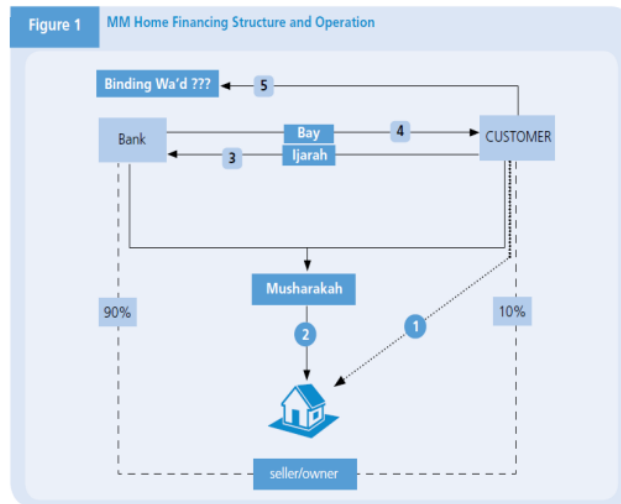 Figure 1
MM Home Financing Structure and Operation
Binding Wa'd ???
5
Bank
Bay
4
CUSTOMER
3
Ijarah
Musharakah
90%
2
1
10%
seller/owner